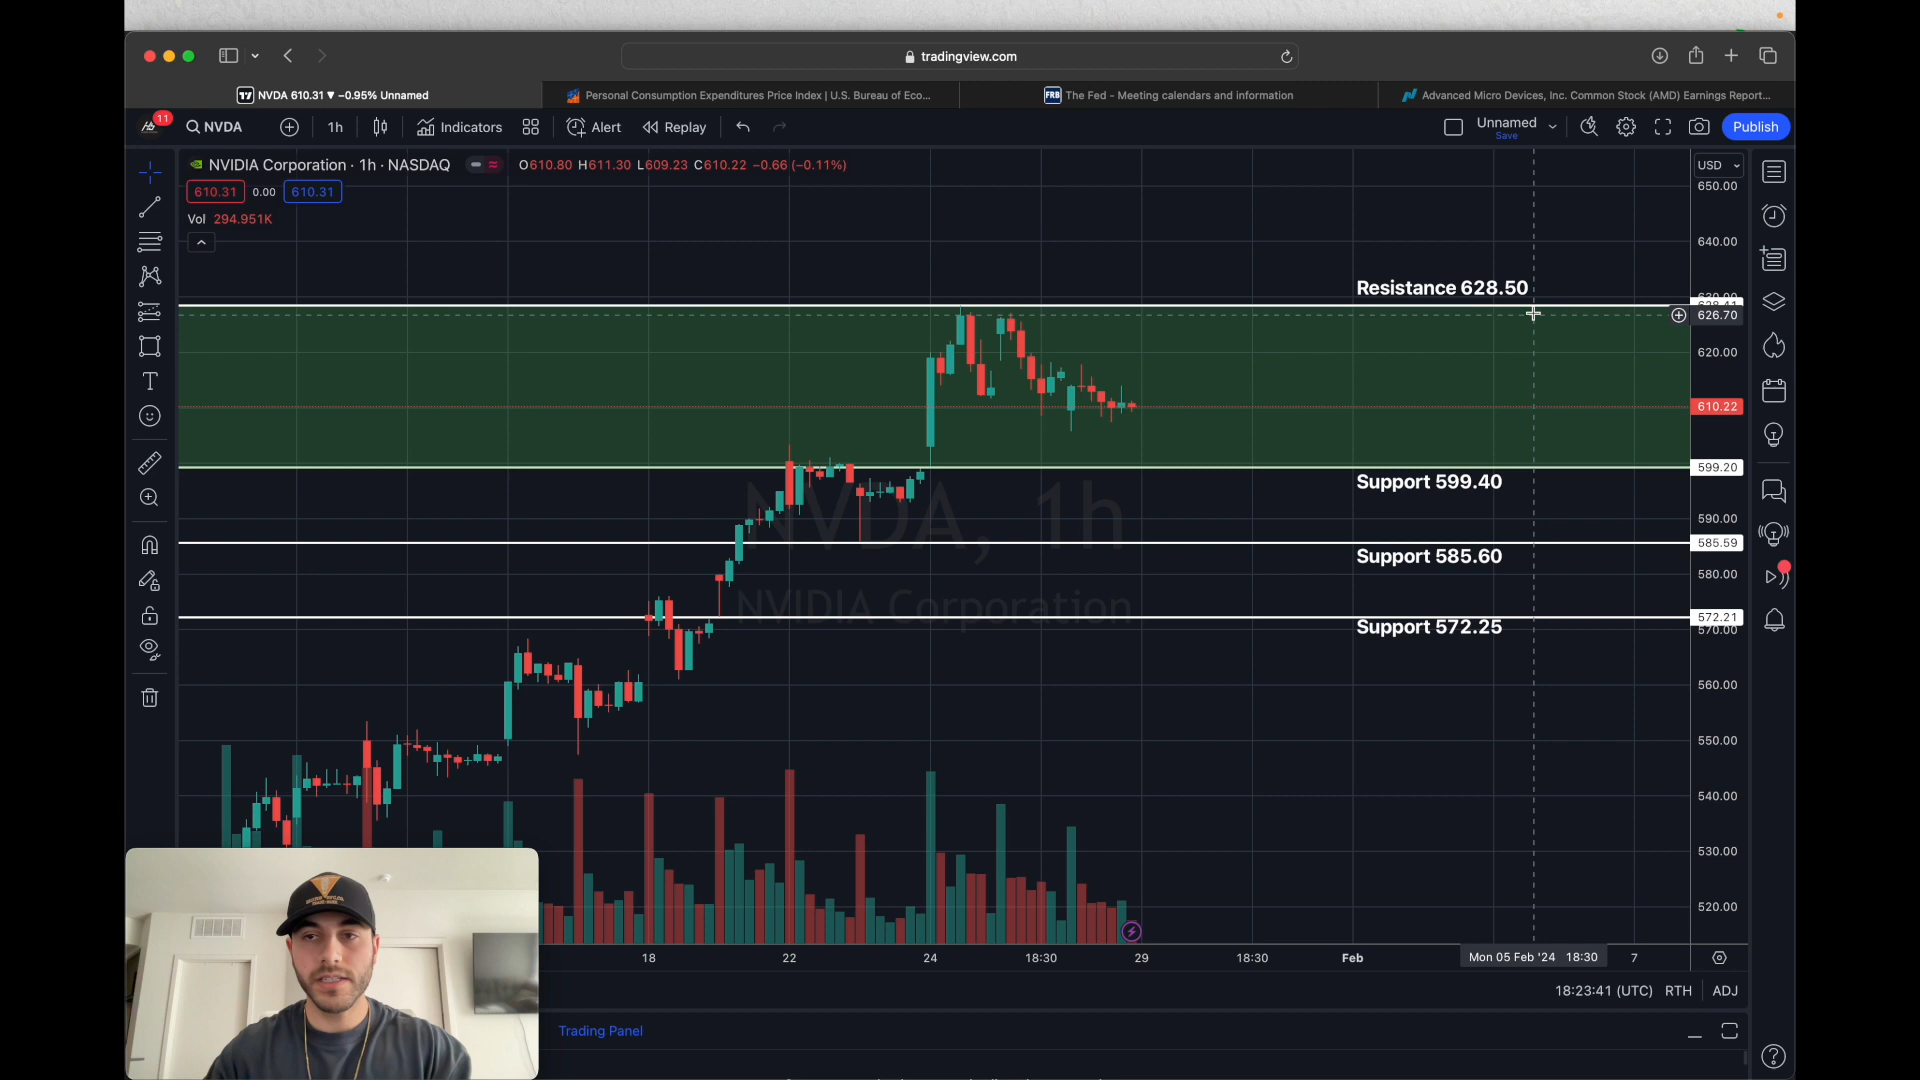 tradingview.com
NVDA 610.31 ▼ −0.95% Unnamed
Personal Consumption Expenditures Price Index | U.S. Bureau of Eco...
FRB
The Fed - Meeting calendars and information
Advanced Micro Devices, Inc. Common Stock (AMD) Earnings Report...
11
NVDA
1h
Indicators
Alert
Replay
Unnamed
Save
Publish
NVIDIA Corporation · 1h · NASDAQ
O610.80 H611.30 L609.23 C610.22 −0.66 (−0.11%)
USD
610.31 0.00 610.31
Vol 294.951K
650.00
640.00
Resistance 628.50
626.70
620.00
610.22
599.20
Support 599.40
590.00
585.59
Support 585.60
580.00
572.21
Support 572.25
570.00
560.00
550.00
540.00
530.00
520.00
NVDA, 1h
NVIDIA Corporation
18 22 24 18:30 29 18:30 Feb Mon 05 Feb '24 18:30 7
18:23:41 (UTC) RTH ADJ
Trading Panel